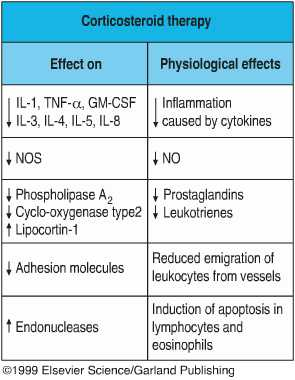 Corticosteroid therapy
Effect on
Physiological effects
↓ IL-1, TNF-α, GM-CSF
↓ IL-3, IL-4, IL-5, IL-8
↓ Inflammation
caused by cytokines
↓ NOS
↓ NO
↓ Phospholipase A₂
↓ Cyclo-oxygenase type2
↑ Lipocortin-1
↓ Prostaglandins
↓ Leukotrienes
↓ Adhesion molecules
Reduced emigration of
leukocytes from vessels
↑ Endonucleases
Induction of apoptosis in
lymphocytes and
eosinophils
©1999 Elsevier Science/Garland Publishing